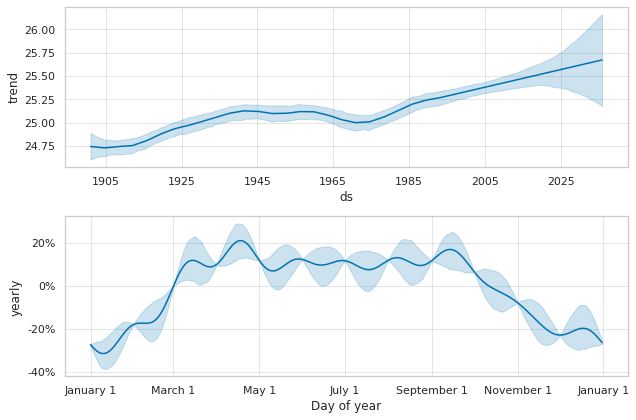 26.00
25.75
25.50
25.25
25.00
24.75
trend
1905 1925 1945 1965 1985 2005 2025
ds
20%
0%
-20%
-40%
yearly
January 1 March 1 May 1 July 1 September 1 November 1 January 1
Day of year